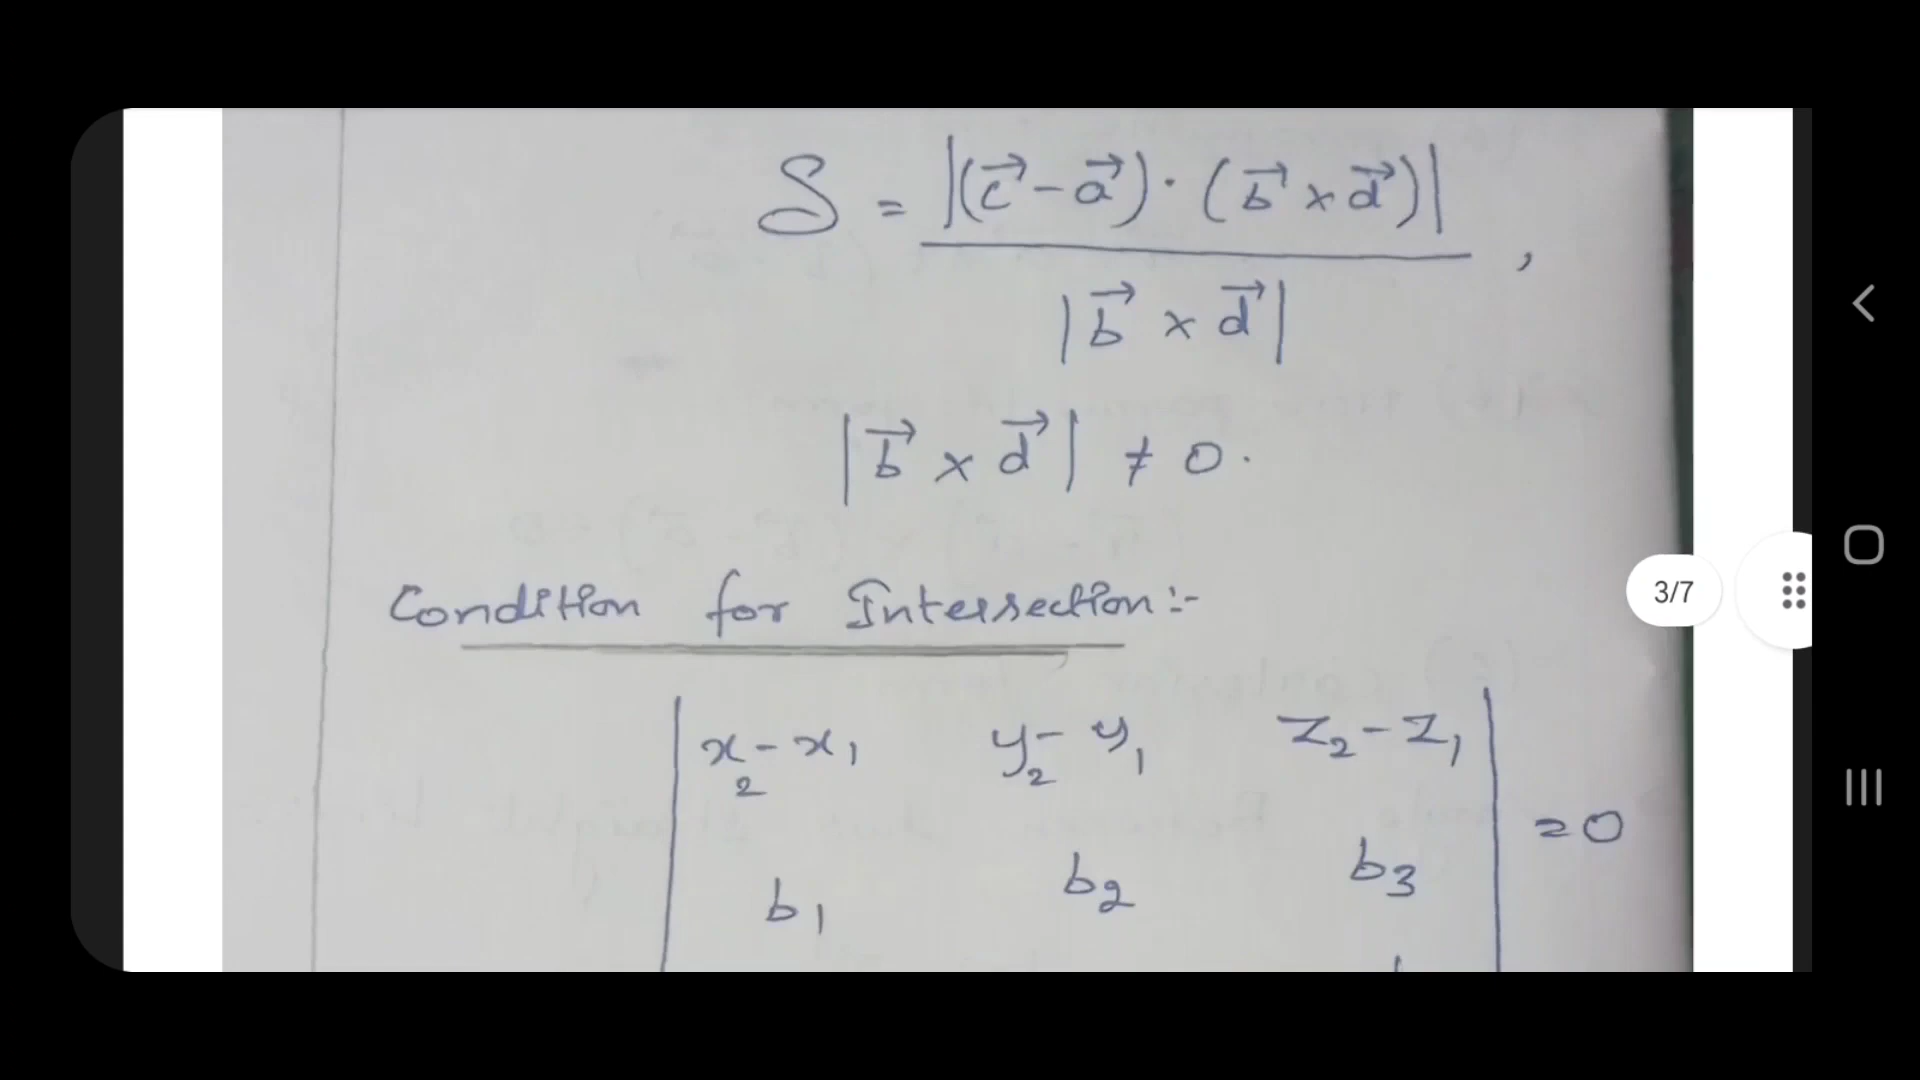 δ = |(c⃗ - a⃗) · (b⃗ × d⃗)| / |b⃗ × d⃗| ,
|b⃗ × d⃗| ≠ 0.
Condition for Intersection :-
| x₂ - x₁ y₂ - y₁ z₂ - z₁ |
| b₁ b₂ b₃ | = 0
3/7